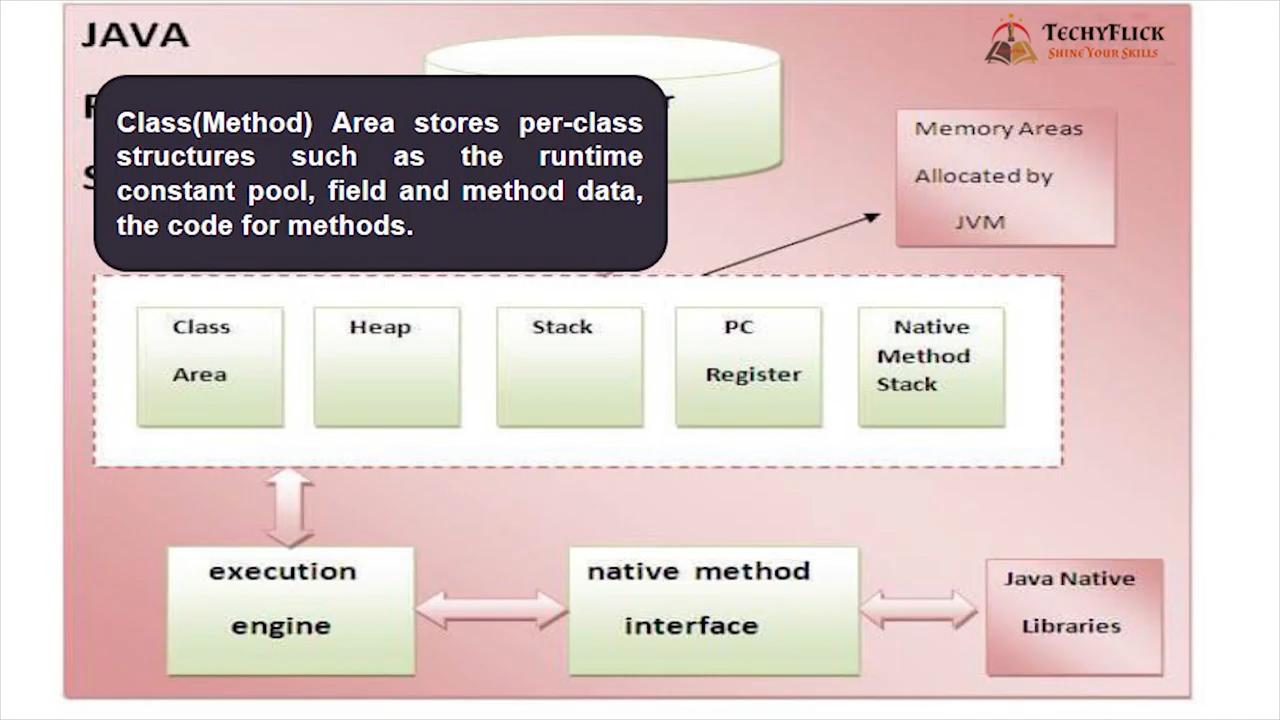 JAVA
TECHYFLICK
SHINE YOUR SKILLS
Class(Method) Area stores per-class
structures such as the runtime
constant pool, field and method data,
the code for methods.
Memory Areas
Allocated by
JVM
Class
Area
Heap
Stack
PC
Register
Native
Method
Stack
execution
engine
native method
interface
Java Native
Libraries